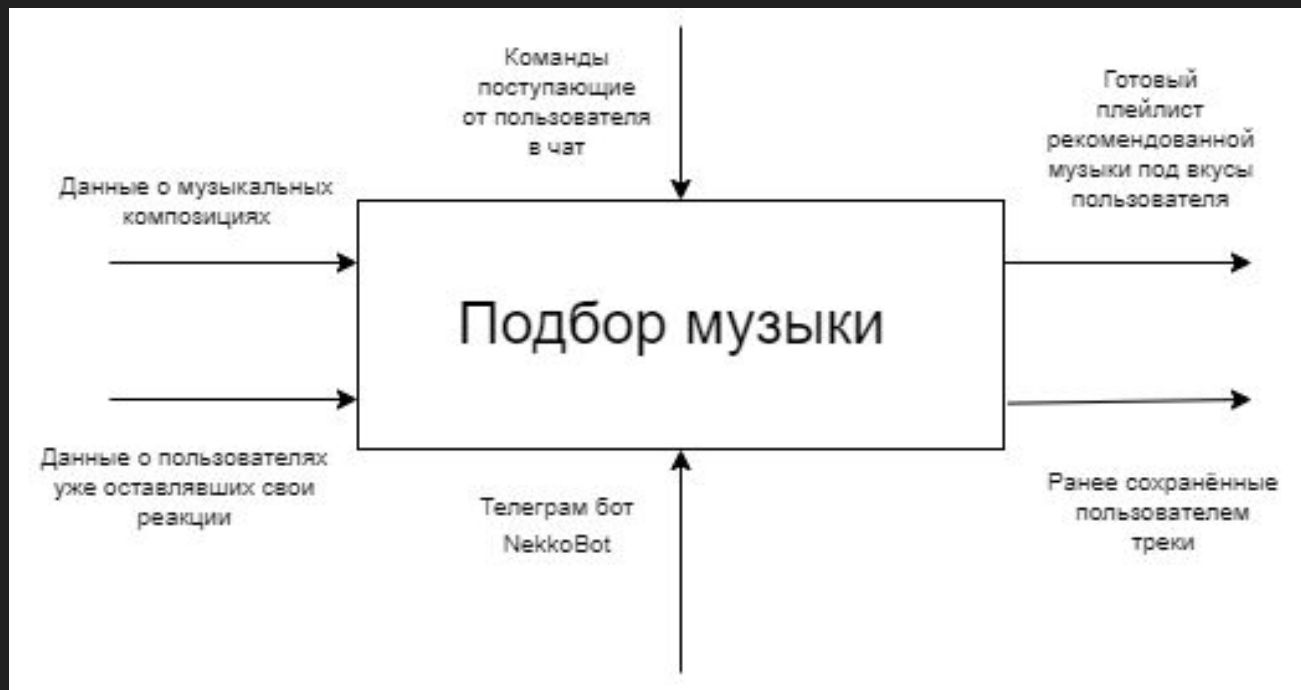 Команды
поступающие
от пользователя
в чат
Готовый
плейлист
рекомендованной
музыки под вкусы
пользователя
Данные о музыкальных
композициях
Подбор музыки
Данные о пользователях
уже оставлявших свои
реакции
Телеграм бот
NekkoBot
Ранее сохранённые
пользователем
треки